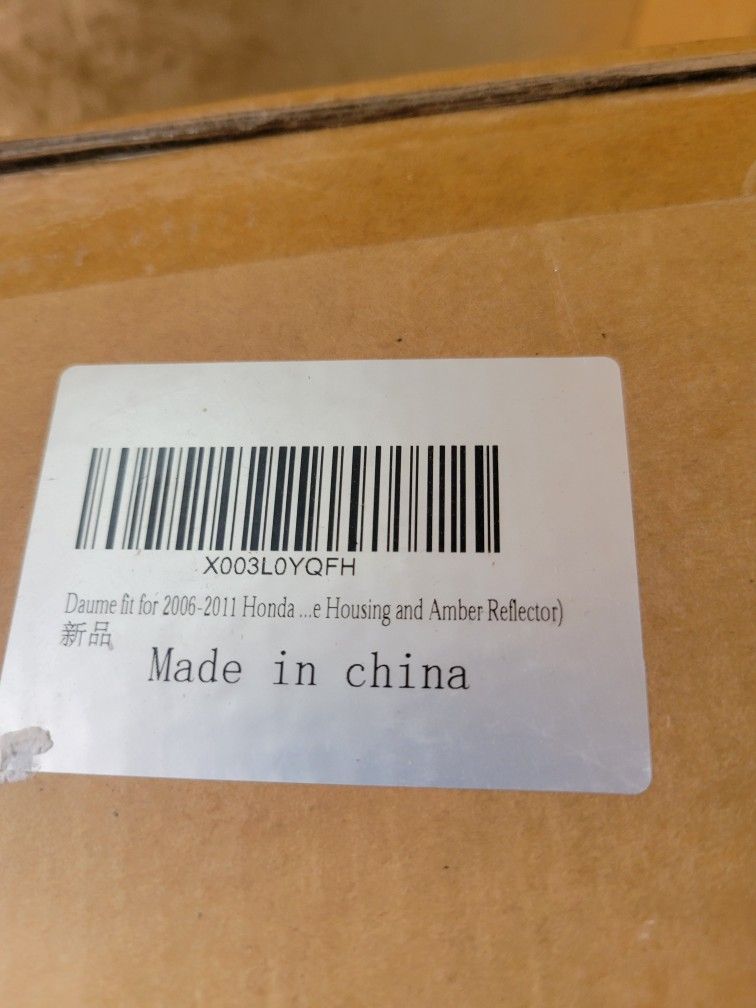 X003L0YQFH
Daume fit for 2006-2011 Honda ...e Housing and Amber Reflector)
新品
Made in china